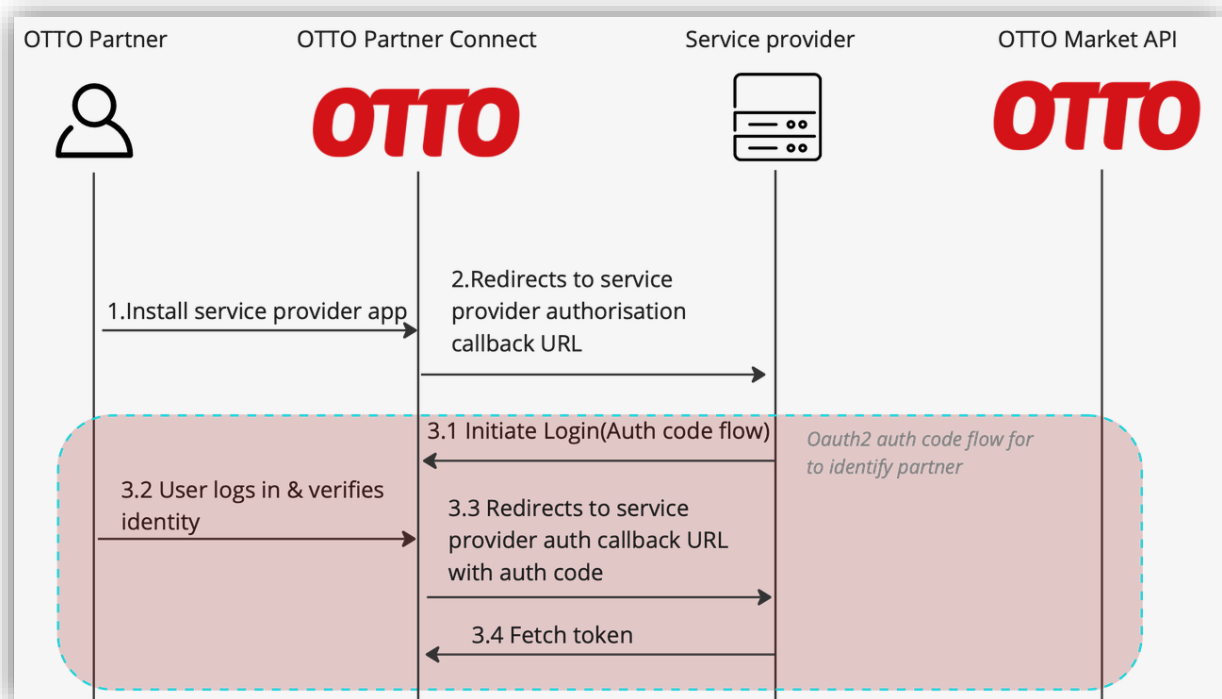 OTTO Partner
OTTO Partner Connect
Service provider
OTTO Market API
OTTO
OTTO
1.Install service provider app
2.Redirects to service
provider authorisation
callback URL
3.1 Initiate Login(Auth code flow)
Oauth2 auth code flow for
to identify partner
3.2 User logs in & verifies
identity
3.3 Redirects to service
provider auth callback URL
with auth code
3.4 Fetch token